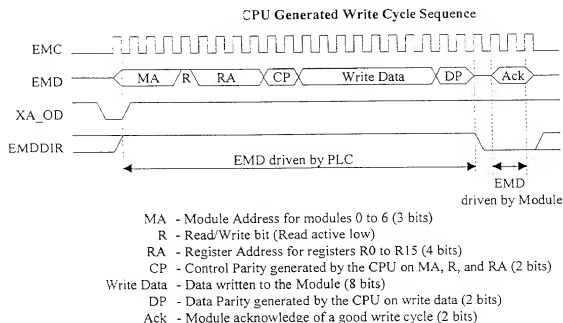 CPU Generated Write Cycle Sequence
EMC
EMD MA R RA CP Write Data DP Ack
XA_OD
EMDDIR
EMD driven by PLC
EMD
driven by Module
MA - Module Address for modules 0 to 6 (3 bits)
R - Read/Write bit (Read active low)
RA - Register Address for registers R0 to R15 (4 bits)
CP - Control Parity generated by the CPU on MA, R, and RA (2 bits)
Write Data - Data written to the Module (8 bits)
DP - Data Parity generated by the CPU on write data (2 bits)
Ack - Module acknowledge of a good write cycle (2 bits)